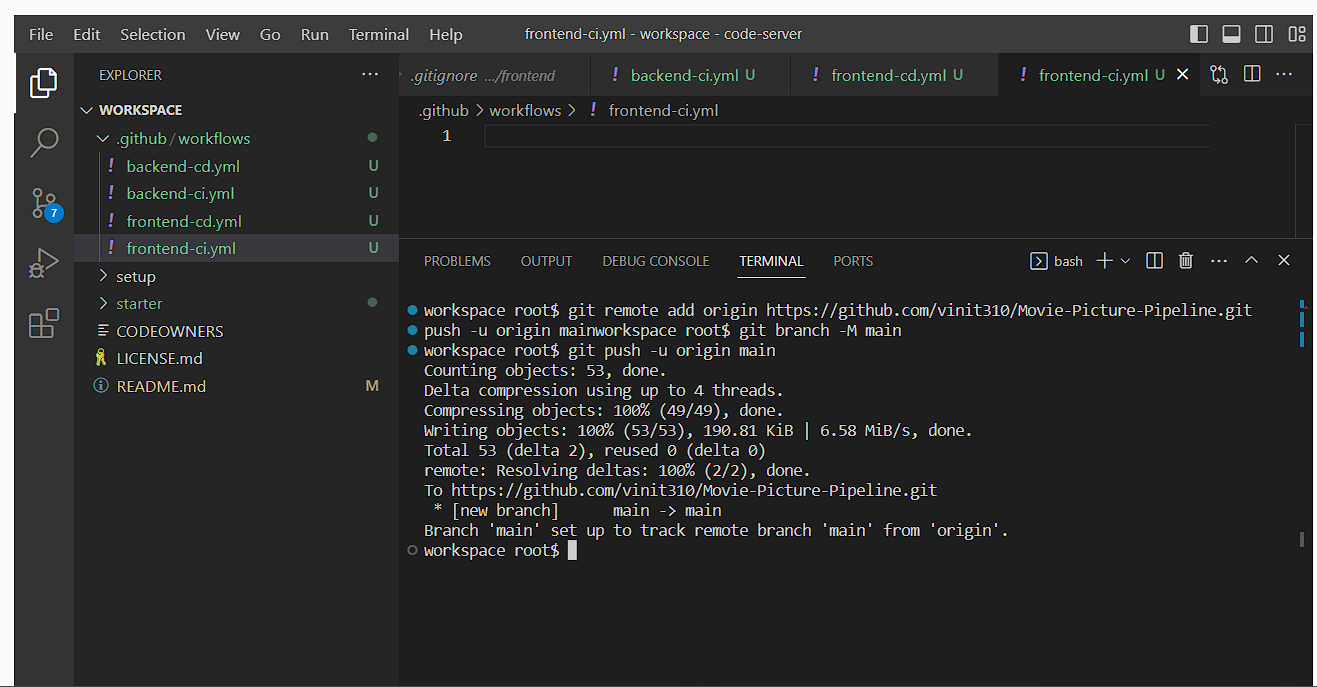 File Edit Selection View Go Run Terminal Help frontend-ci.yml - workspace - code-server
EXPLORER ...
.gitignore .../frontend ! backend-ci.yml U ! frontend-cd.yml U ! frontend-ci.yml U
WORKSPACE
.github > workflows > ! frontend-ci.yml
1
.github / workflows
! backend-cd.yml U
! backend-ci.yml U
! frontend-cd.yml U
! frontend-ci.yml U
setup
starter
CODEOWNERS
LICENSE.md
README.md M
7
PROBLEMS OUTPUT DEBUG CONSOLE TERMINAL PORTS bash
workspace root$ git remote add origin https://github.com/vinit310/Movie-Picture-Pipeline.git
push -u origin mainworkspace root$ git branch -M main
workspace root$ git push -u origin main
Counting objects: 53, done.
Delta compression using up to 4 threads.
Compressing objects: 100% (49/49), done.
Writing objects: 100% (53/53), 190.81 KiB | 6.58 MiB/s, done.
Total 53 (delta 2), reused 0 (delta 0)
remote: Resolving deltas: 100% (2/2), done.
To https://github.com/vinit310/Movie-Picture-Pipeline.git
* [new branch] main -> main
Branch 'main' set up to track remote branch 'main' from 'origin'.
workspace root$